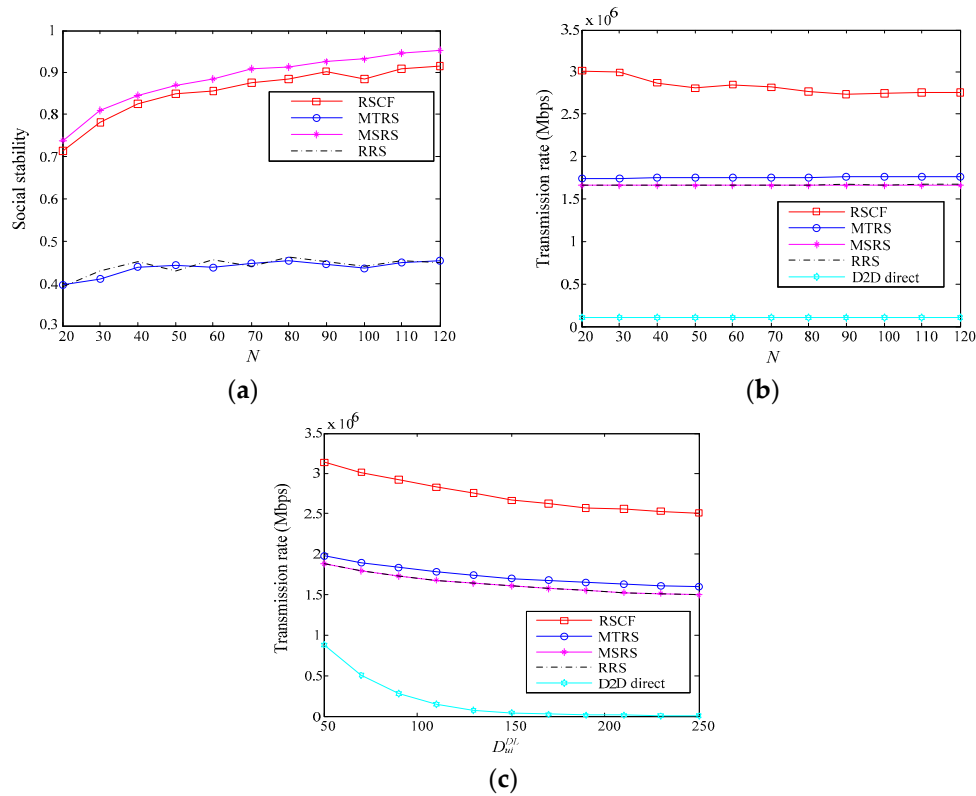 1
0.9
0.8
0.7
0.6
0.5
0.4
0.3
Social stability
RSCF
MTRS
MSRS
RRS
20 30 40 50 60 70 80 90 100 110 120
N
(a)
x 10^6
3.5
3
2.5
2
1.5
1
0.5
0
Transmission rate (Mbps)
RSCF
MTRS
MSRS
RRS
D2D direct
20 30 40 50 60 70 80 90 100 110 120
N
(b)
x 10^6
3.5
3
2.5
2
1.5
1
0.5
0
Transmission rate (Mbps)
RSCF
MTRS
MSRS
RRS
D2D direct
50 100 150 200 250
D_{ui}^{DL}
(c)